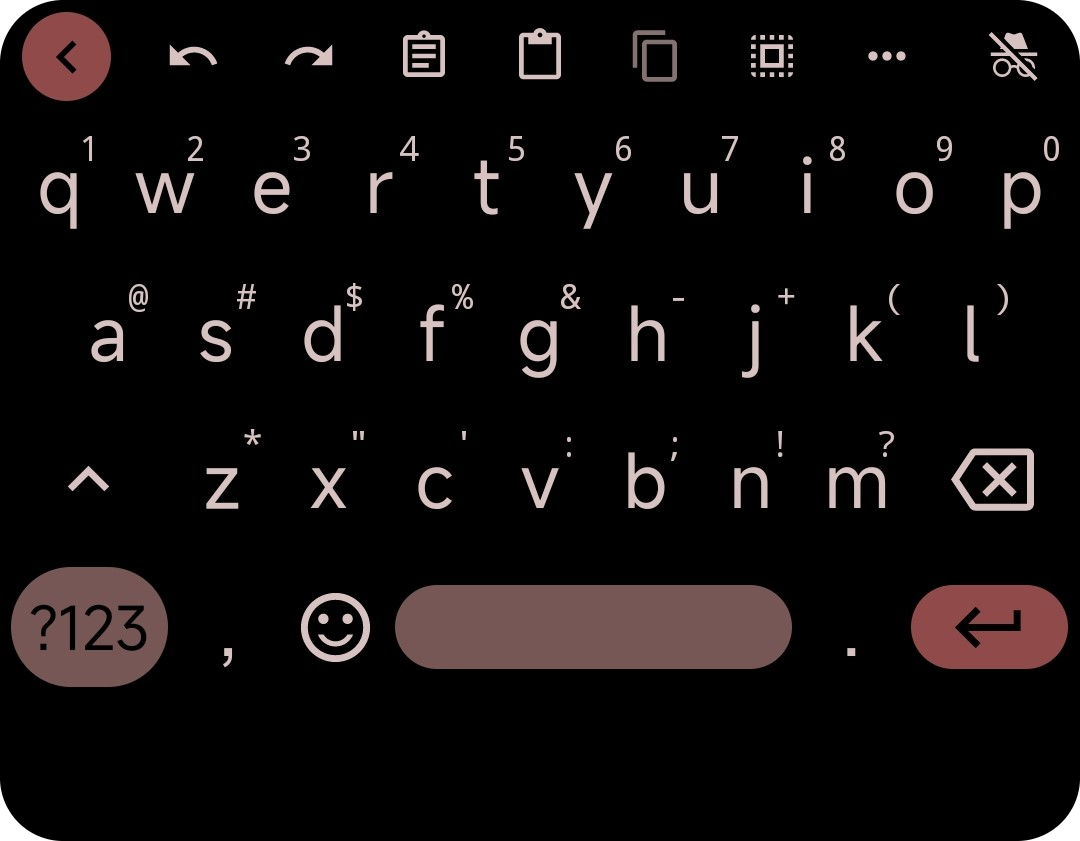 1 2 3 4 5 6 7 8 9 0
q w e r t y u i o p
@ # $ % & - + ( )
a s d f g h j k l
* " ' : ; ! ?
z x c v b n m
?123 , .